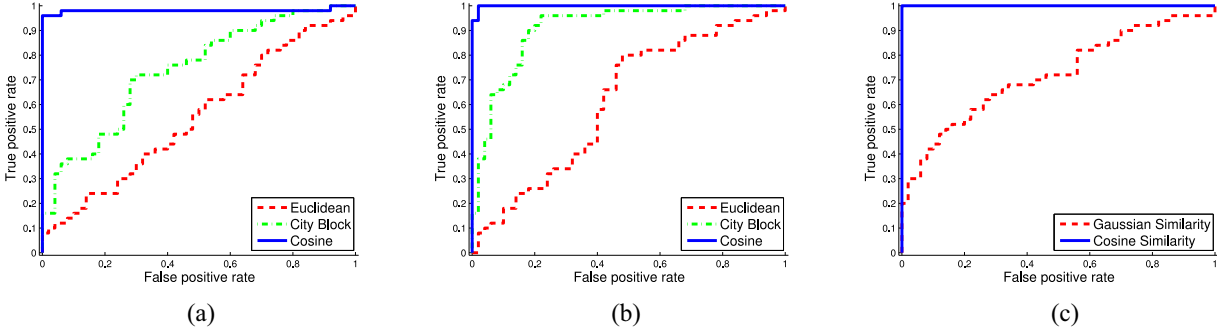 True positive rate
1
0.9
0.8
0.7
0.6
0.5
0.4
0.3
0.2
0.1
0
0 0.2 0.4 0.6 0.8 1
False positive rate
Euclidean
City Block
Cosine
(a)
True positive rate
1
0.9
0.8
0.7
0.6
0.5
0.4
0.3
0.2
0.1
0
0 0.2 0.4 0.6 0.8 1
False positive rate
Euclidean
City Block
Cosine
(b)
True positive rate
1
0.9
0.8
0.7
0.6
0.5
0.4
0.3
0.2
0.1
0
0 0.2 0.4 0.6 0.8 1
False positive rate
Gaussian Similarity
Cosine Similarity
(c)